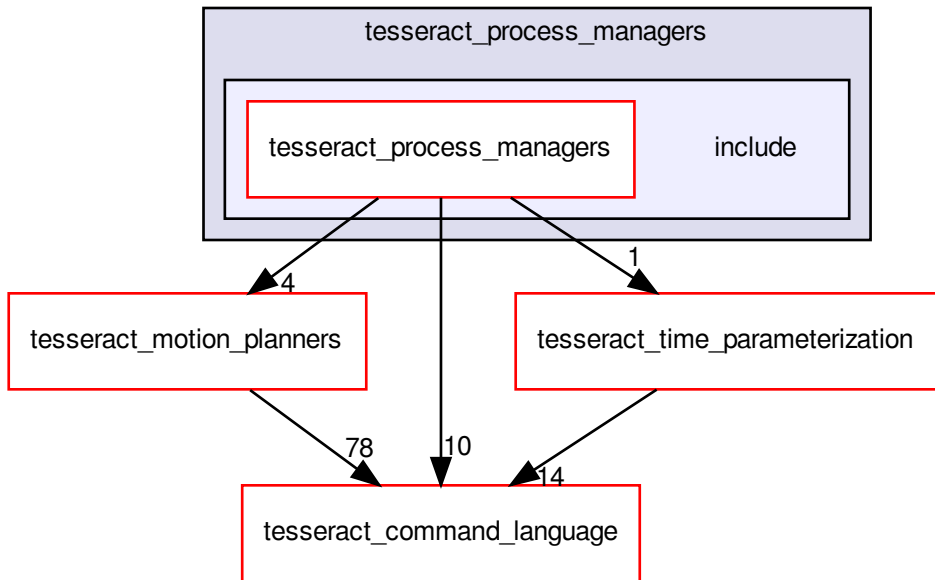 tesseract_process_managers
tesseract_process_managers
include
4
1
tesseract_motion_planners
tesseract_time_parameterization
78
10
14
tesseract_command_language